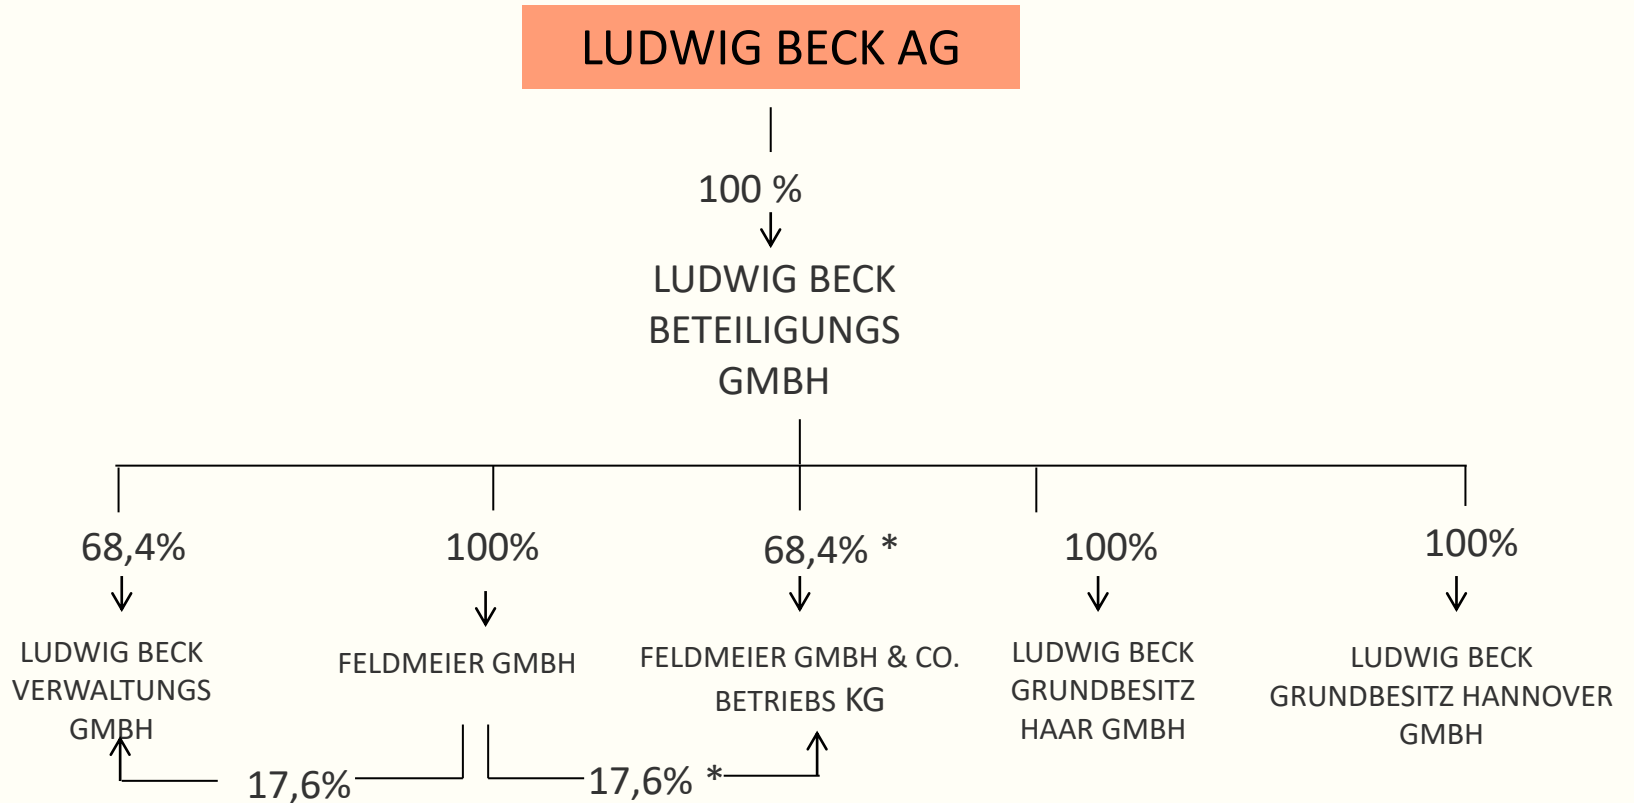 LUDWIG BECK AG
100 %
LUDWIG BECK
BETEILIGUNGS
GMBH
68,4%
100%
68,4% *
100%
100%
LUDWIG BECK
VERWALTUNGS
GMBH
FELDMEIER GMBH
FELDMEIER GMBH & CO.
BETRIEBS KG
LUDWIG BECK
GRUNDBESITZ
HAAR GMBH
LUDWIG BECK
GRUNDBESITZ HANNOVER
GMBH
17,6%
17,6% *